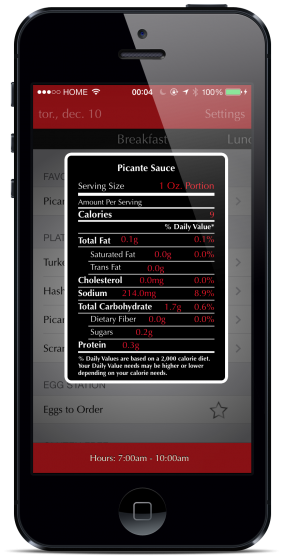 HOME 00:04 100%
tor., dec. 10 Settings
Breakfast Lunc
FAVO
Picante Sauce
Serving Size 1 Oz. Portion
Amount Per Serving
Calories 9
% Daily Value*
Total Fat 0.1g 0.1%
Saturated Fat 0.0g 0.0%
Trans Fat 0.0g
Cholesterol 0.0mg 0.0%
Sodium 214.0mg 8.9%
Total Carbohydrate 1.7g 0.6%
Dietary Fiber 0.0g 0.0%
Sugars 0.2g
Protein 0.3g
% Daily Values are based on a 2,000 calorie diet.
Your Daily Value needs may be higher or lower
depending on your calorie needs.
Pican
PLAT
Turke
Hash
Pican
Scran
EGG STATION
Eggs to Order
Hours: 7:00am - 10:00am